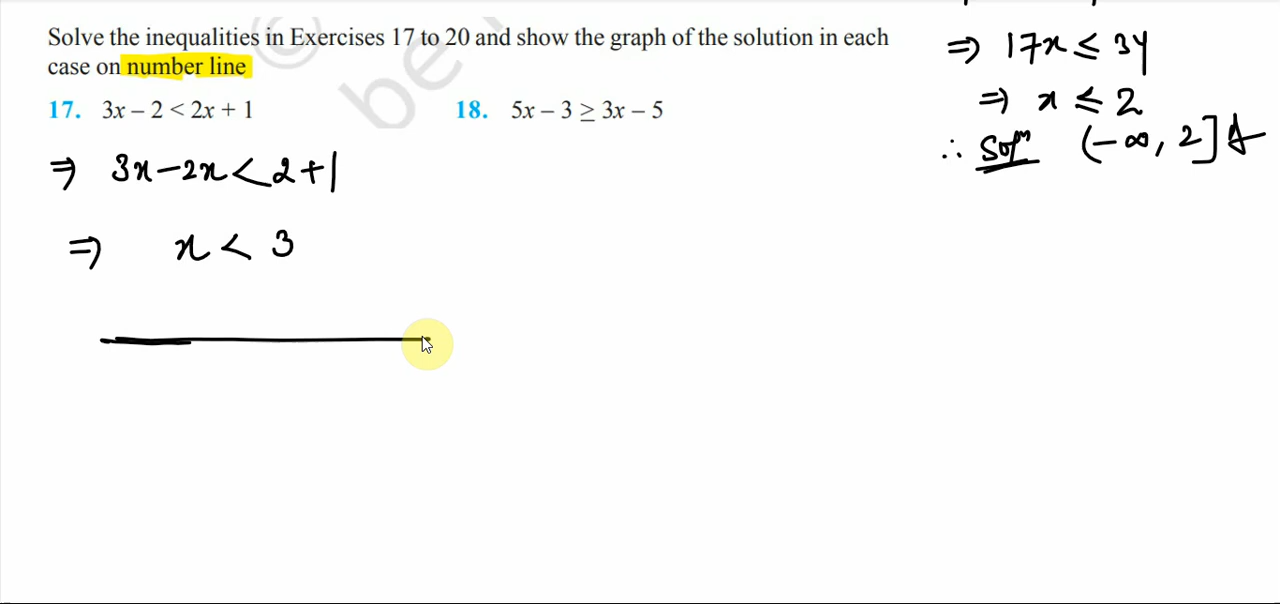 Solve the inequalities in Exercises 17 to 20 and show the graph of the solution in each
case on number line
17. 3x – 2 < 2x + 1
18. 5x – 3 ≥ 3x – 5
⇒ 3x-2x<2+1
⇒ x < 3
⇒ 17x ≤ 34
⇒ x ≤ 2
∴ Solⁿ (-∞, 2]
© be